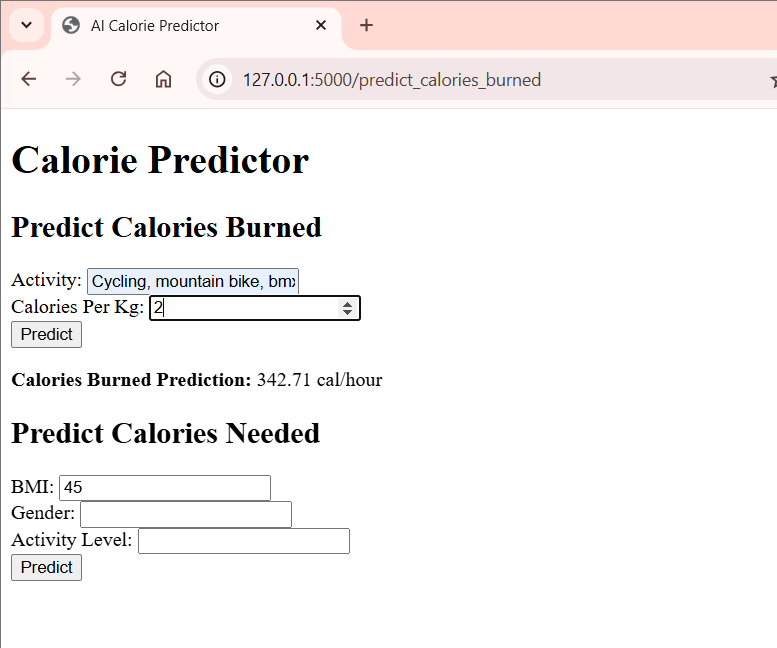 AI Calorie Predictor
127.0.0.1:5000/predict_calories_burned
Calorie Predictor
Predict Calories Burned
Activity: Cycling, mountain bike, bmx
Calories Per Kg: 2
Predict
Calories Burned Prediction: 342.71 cal/hour
Predict Calories Needed
BMI: 45
Gender:
Activity Level:
Predict